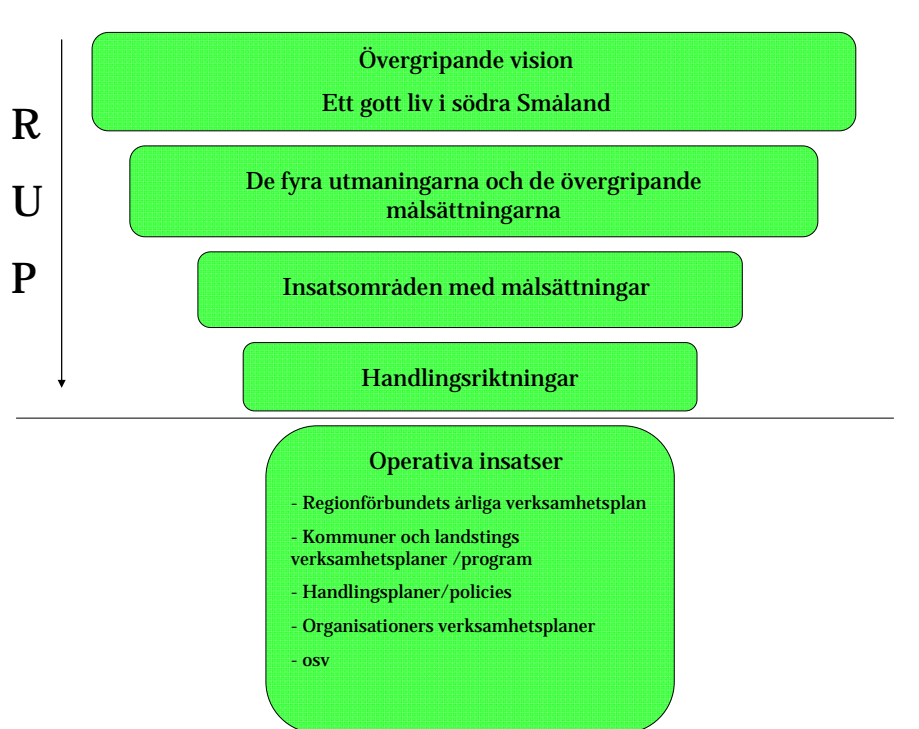 R
U
P
Övergripande vision
Ett gott liv i södra Småland
De fyra utmaningarna och de övergripande
målsättningarna
Insatsområden med målsättningar
Handlingsriktningar
Operativa insatser
- Regionförbundets årliga verksamhetsplan
- Kommuner och landstings
verksamhetsplaner /program
- Handlingsplaner/policies
- Organisationers verksamhetsplaner
- osv